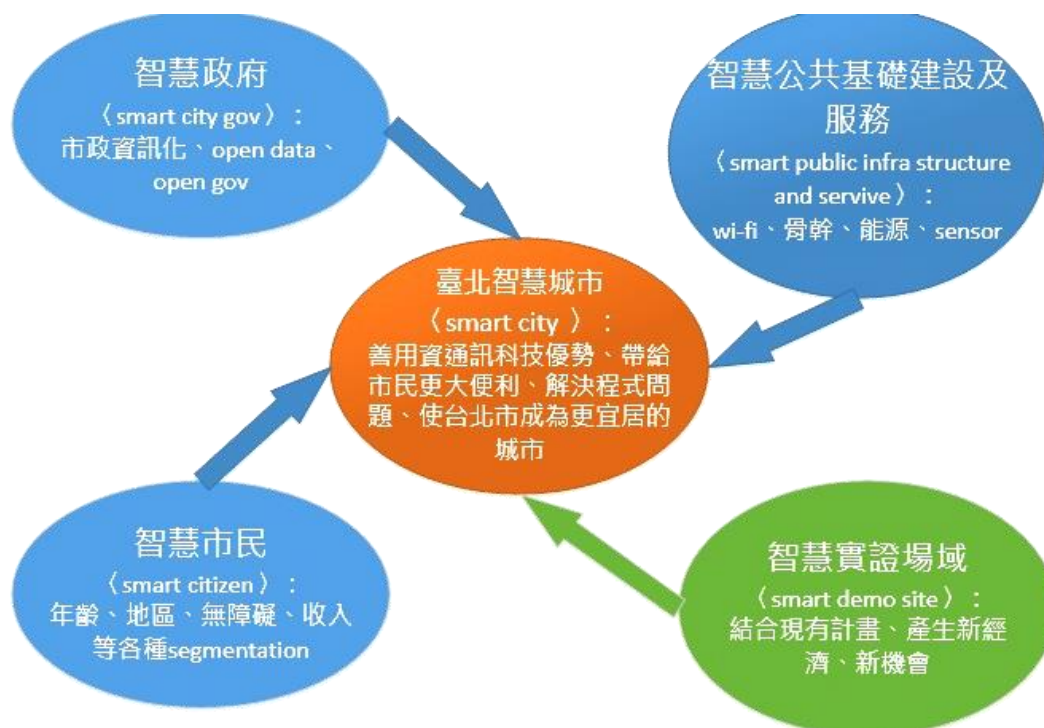 智慧政府
〈smart city gov〉：
市政資訊化、open data、
open gov
智慧公共基礎建設及
服務
〈smart public infra structure
and servive〉：
wi-fi、骨幹、能源、sensor
臺北智慧城市
〈smart city 〉：
善用資通訊科技優勢、帶給
市民更大便利、解決程式問
題、使台北市成為更宜居的
城市
智慧市民
〈smart citizen〉：
年齡、地區、無障礙、收入
等各種segmentation
智慧實證場域
〈smart demo site〉：
結合現有計畫、產生新經
濟、新機會